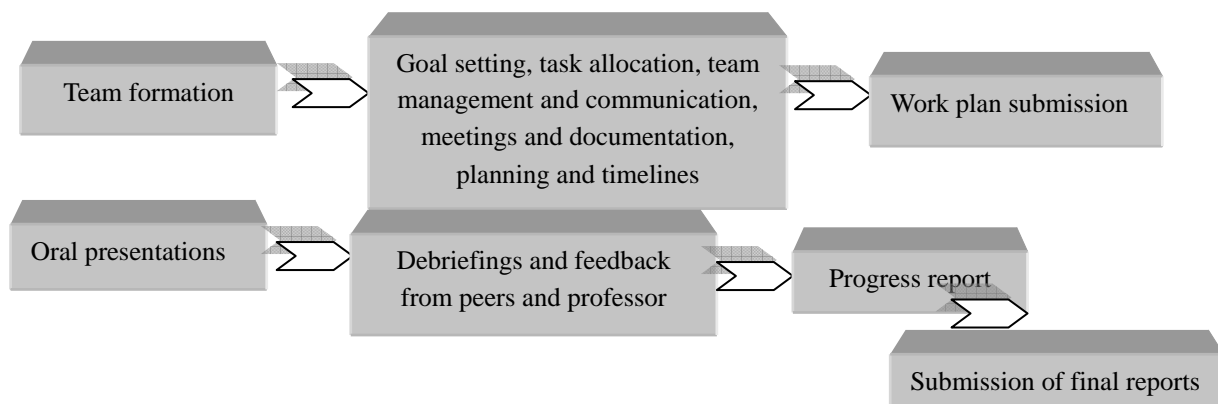 Team formation
Goal setting, task allocation, team
management and communication,
meetings and documentation,
planning and timelines
Work plan submission
Oral presentations
Debriefings and feedback
from peers and professor
Progress report
Submission of final reports